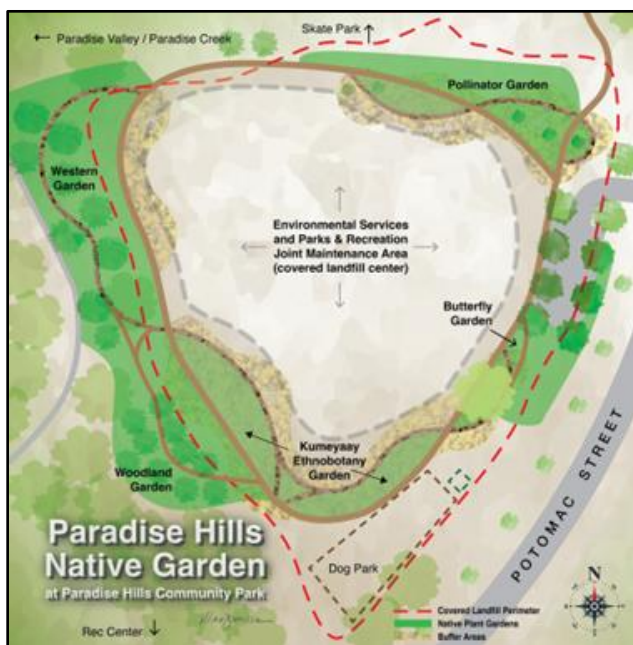 ← Paradise Valley / Paradise Creek
Skate Park ↑
Pollinator Garden
Western
Garden
Environmental Services
and Parks & Recreation
Joint Maintenance Area
(covered landfill center)
Butterfly
Garden
Kumeyaay
Ethnobotany
Garden
Woodland
Garden
Dog Park
POTOMAC STREET
Paradise Hills
Native Garden
at Paradise Hills Community Park
Rec Center ↓
N
Covered Landfill Perimeter
Native Plant Gardens
Buffer Areas